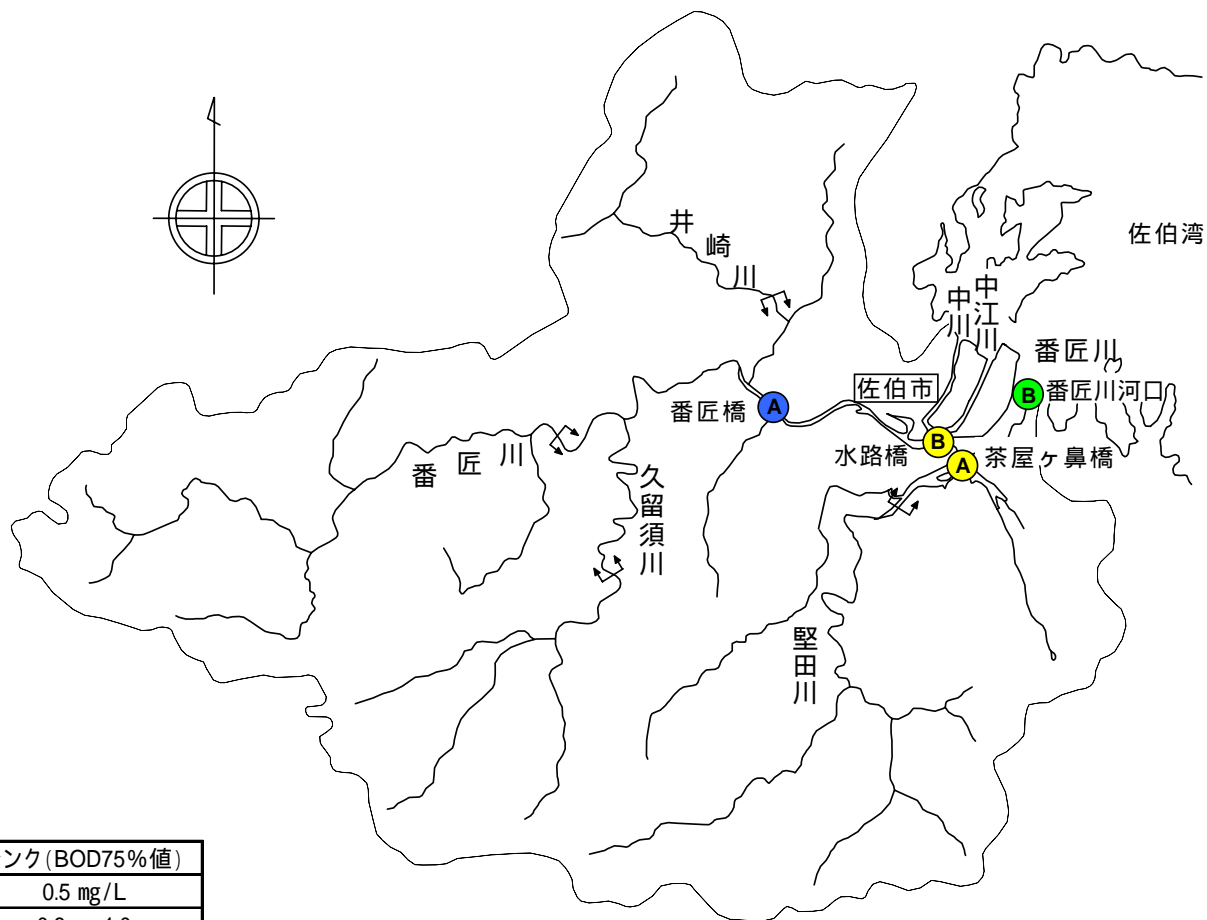 井崎川
佐伯湾
中川
中江川
番匠川
佐伯市
B
番匠川河口
A
番匠橋
B
水路橋
A
茶屋ヶ鼻橋
番匠川
久留須川
堅田川
ンク(BOD75%値)
0.5 mg/L